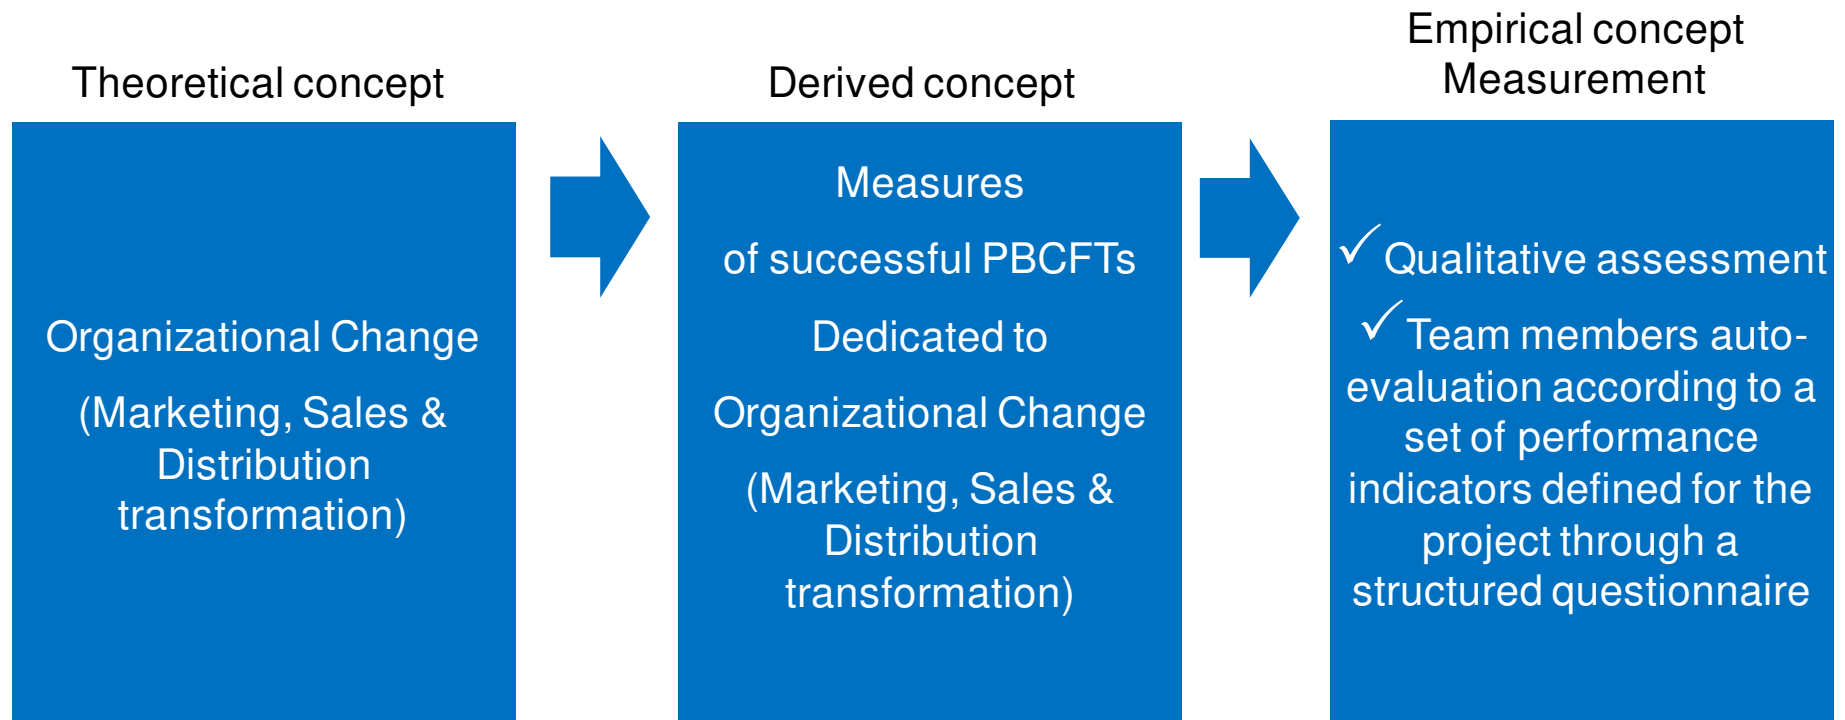 Theoretical concept
Organizational Change
(Marketing, Sales &
Distribution
transformation)
Derived concept
Measures
of successful PBCFTs
Dedicated to
Organizational Change
(Marketing, Sales &
Distribution
transformation)
Empirical concept
Measurement
✓ Qualitative assessment
✓ Team members auto-
evaluation according to a
set of performance
indicators defined for the
project through a
structured questionnaire